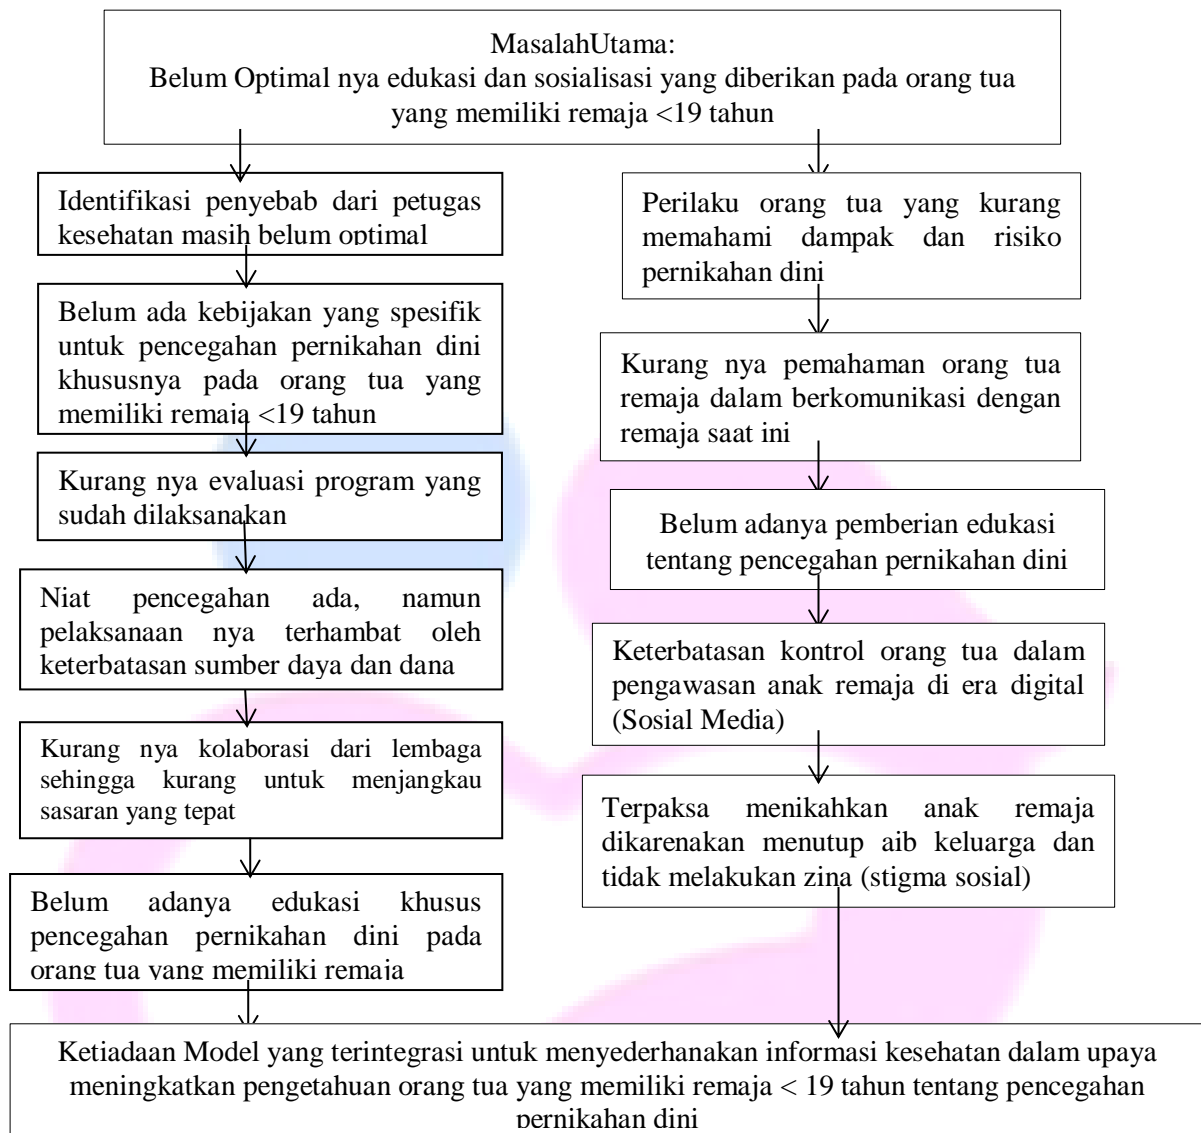 MasalahUtama:
Belum Optimal nya edukasi dan sosialisasi yang diberikan pada orang tua
yang memiliki remaja <19 tahun
Identifikasi penyebab dari petugas
kesehatan masih belum optimal
Belum ada kebijakan yang spesifik
untuk pencegahan pernikahan dini
khususnya pada orang tua yang
memiliki remaja <19 tahun
Kurang nya evaluasi program yang
sudah dilaksanakan
Niat pencegahan ada, namun
pelaksanaan nya terhambat oleh
keterbatasan sumber daya dan dana
Kurang nya kolaborasi dari lembaga
sehingga kurang untuk menjangkau
sasaran yang tepat
Belum adanya edukasi khusus
pencegahan pernikahan dini pada
orang tua yang memiliki remaja
Perilaku orang tua yang kurang
memahami dampak dan risiko
pernikahan dini
Kurang nya pemahaman orang tua
remaja dalam berkomunikasi dengan
remaja saat ini
Belum adanya pemberian edukasi
tentang pencegahan pernikahan dini
Keterbatasan kontrol orang tua dalam
pengawasan anak remaja di era digital
(Sosial Media)
Terpaksa menikahkan anak remaja
dikarenakan menutup aib keluarga dan
tidak melakukan zina (stigma sosial)
Ketiadaan Model yang terintegrasi untuk menyederhanakan informasi kesehatan dalam upaya
meningkatkan pengetahuan orang tua yang memiliki remaja < 19 tahun tentang pencegahan
pernikahan dini